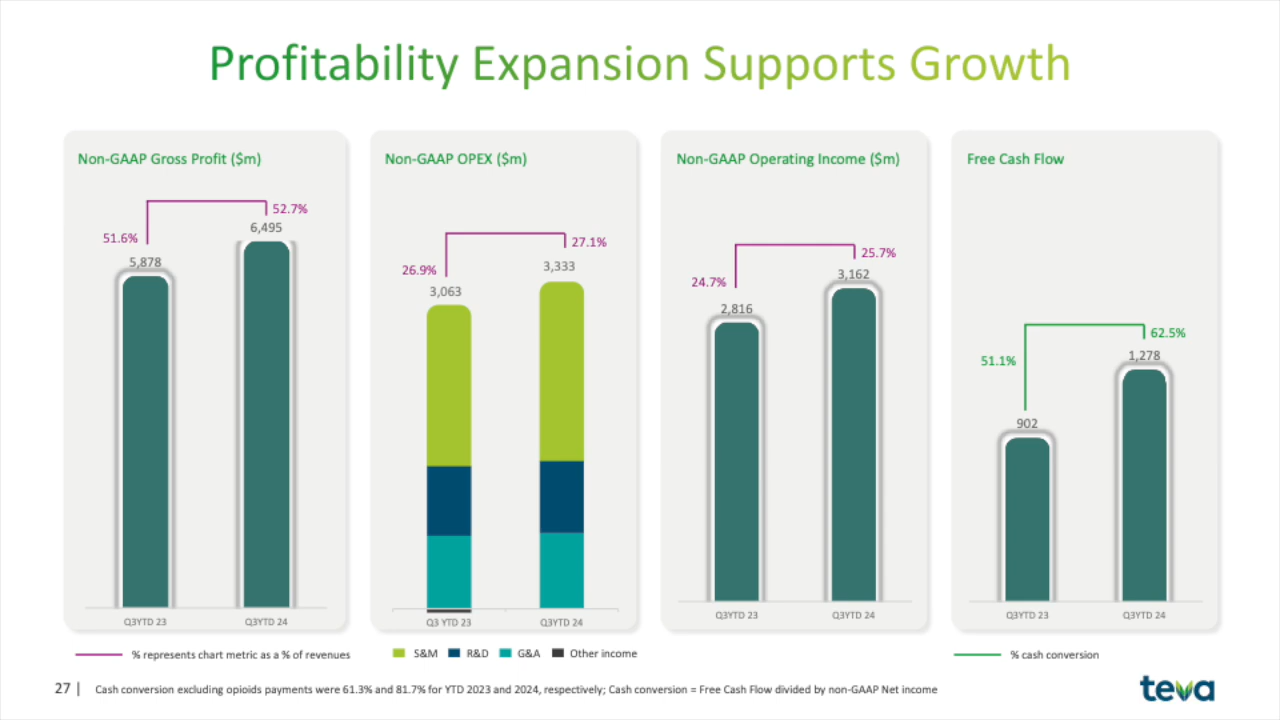 Profitability Expansion Supports Growth
Non-GAAP Gross Profit ($m)
52.7%
6,495
51.6%
5,878
Q3YTD 23
Q3YTD 24
% represents chart metric as a % of revenues
Non-GAAP OPEX ($m)
27.1%
3,333
26.9%
3,063
Q3 YTD 23
Q3YTD 24
S&M
R&D
G&A
Other income
Non-GAAP Operating Income ($m)
25.7%
3,162
24.7%
2,816
Q3YTD 23
Q3YTD 24
Free Cash Flow
62.5%
1,278
51.1%
902
Q3YTD 23
Q3YTD 24
% cash conversion
27 |
Cash conversion excluding opioids payments were 61.3% and 81.7% for YTD 2023 and 2024, respectively; Cash conversion = Free Cash Flow divided by non-GAAP Net income
teva